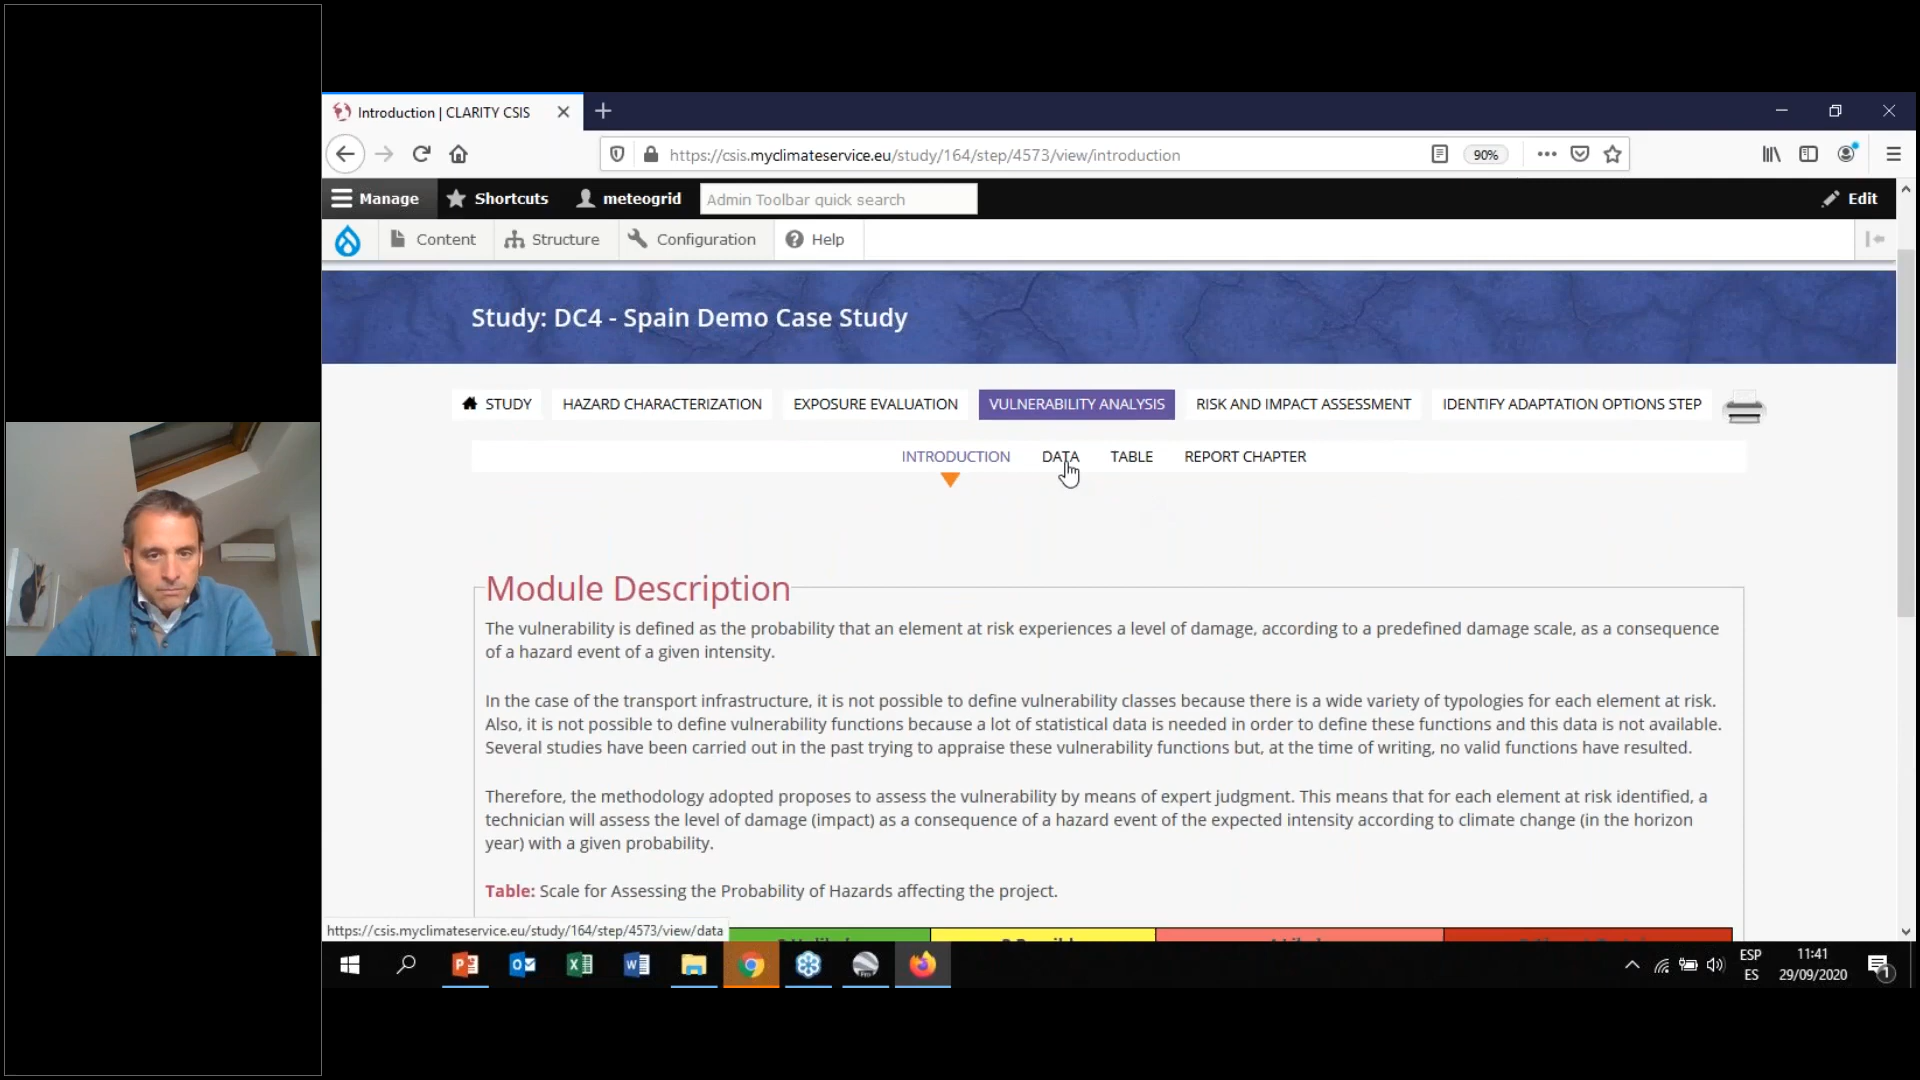 Introduction | CLARITY CSIS
https://csis.myclimateservice.eu/study/164/step/4573/view/introduction
90%
Manage
Shortcuts
meteogrid
Admin Toolbar quick search
Edit
Content
Structure
Configuration
Help
Study: DC4 - Spain Demo Case Study
STUDY
HAZARD CHARACTERIZATION
EXPOSURE EVALUATION
VULNERABILITY ANALYSIS
RISK AND IMPACT ASSESSMENT
IDENTIFY ADAPTATION OPTIONS STEP
INTRODUCTION
DATA
TABLE
REPORT CHAPTER
Module Description
The vulnerability is defined as the probability that an element at risk experiences a level of damage, according to a predefined damage scale, as a consequence
of a hazard event of a given intensity.
In the case of the transport infrastructure, it is not possible to define vulnerability classes because there is a wide variety of typologies for each element at risk.
Also, it is not possible to define vulnerability functions because a lot of statistical data is needed in order to define these functions and this data is not available.
Several studies have been carried out in the past trying to appraise these vulnerability functions but, at the time of writing, no valid functions have resulted.
Therefore, the methodology adopted proposes to assess the vulnerability by means of expert judgment. This means that for each element at risk identified, a
technician will assess the level of damage (impact) as a consequence of a hazard event of the expected intensity according to climate change (in the horizon
year) with a given probability.
Table: Scale for Assessing the Probability of Hazards affecting the project.
https://csis.myclimateservice.eu/study/164/step/4573/view/data
ESP
ES
11:41
29/09/2020
1